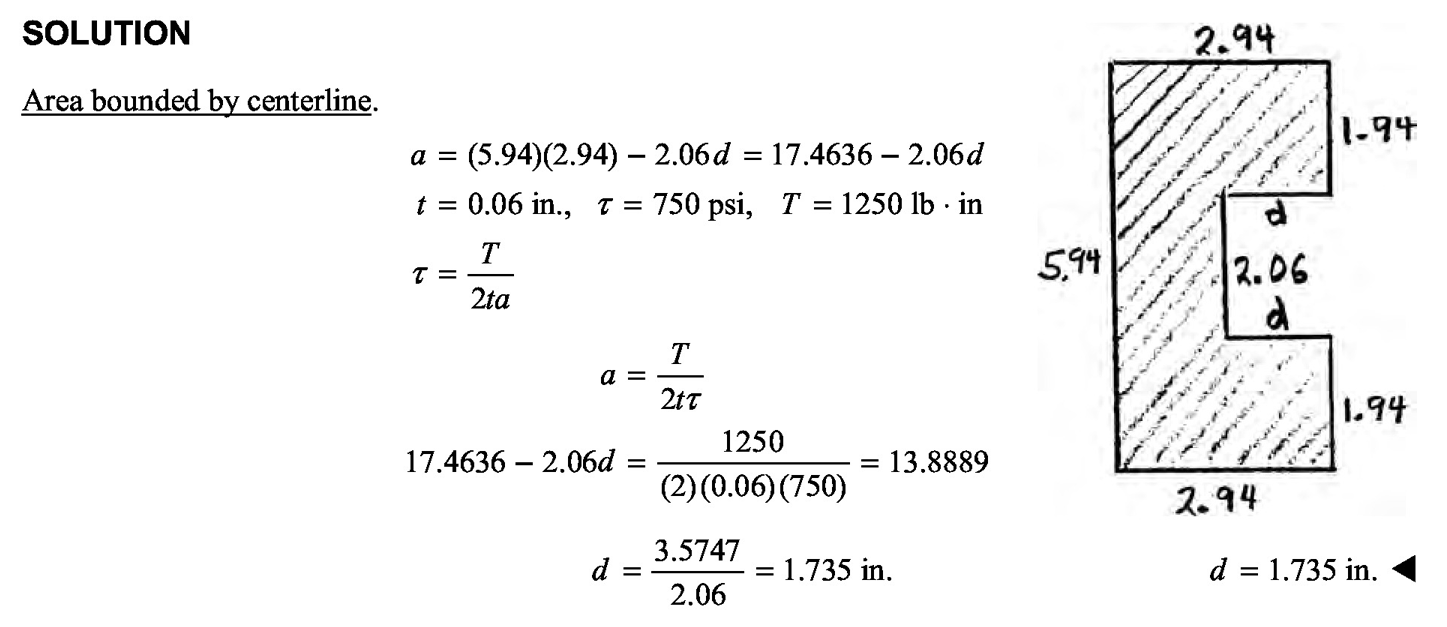 SOLUTION
Area bounded by centerline.
a = (5.94)(2.94) − 2.06d = 17.4636 − 2.06d
t = 0.06 in., τ = 750 psi, T = 1250 lb · in
τ = T / 2ta
a = T / 2tτ
17.4636 − 2.06d = 1250 / (2)(0.06)(750) = 13.8889
d = 3.5747 / 2.06 = 1.735 in.
d = 1.735 in. ◀
2.94
1.94
d
5.94
2.06
d
1.94
2.94